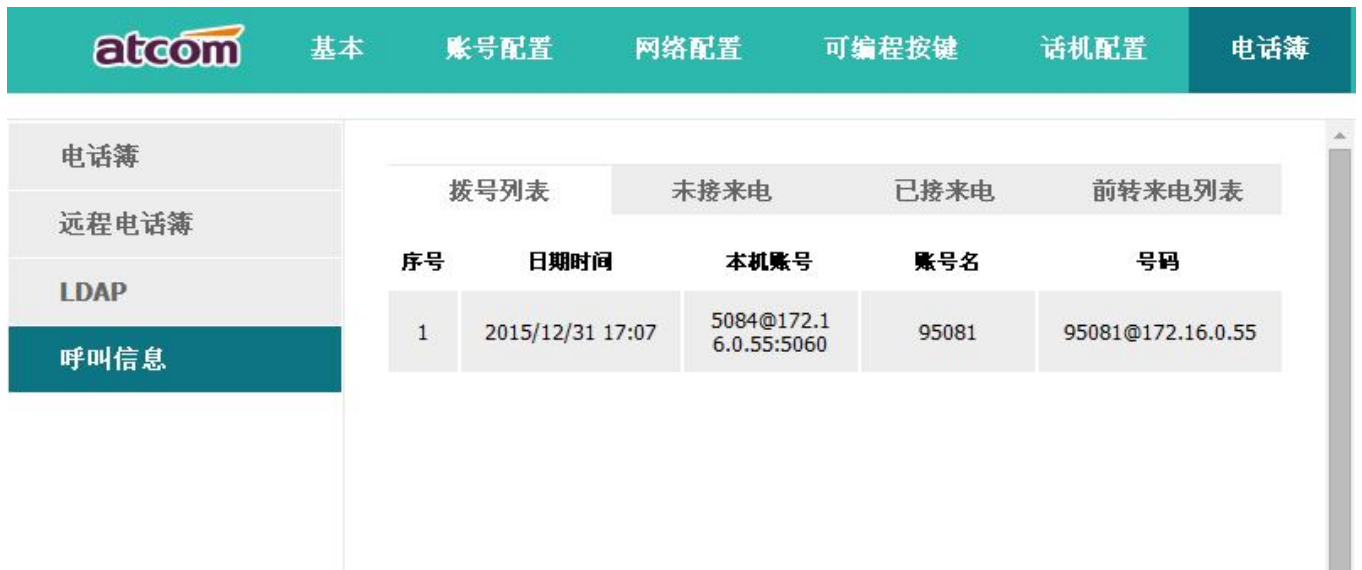 atcom 基本 账号配置 网络配置 可编程按键 话机配置 电话簿
电话簿
远程电话簿
LDAP
呼叫信息
拨号列表 未接来电 已接来电 前转来电列表
序号 日期时间 本机账号 账号名 号码
1 2015/12/31 17:07 5084@172.1
6.0.55:5060 95081 95081@172.16.0.55